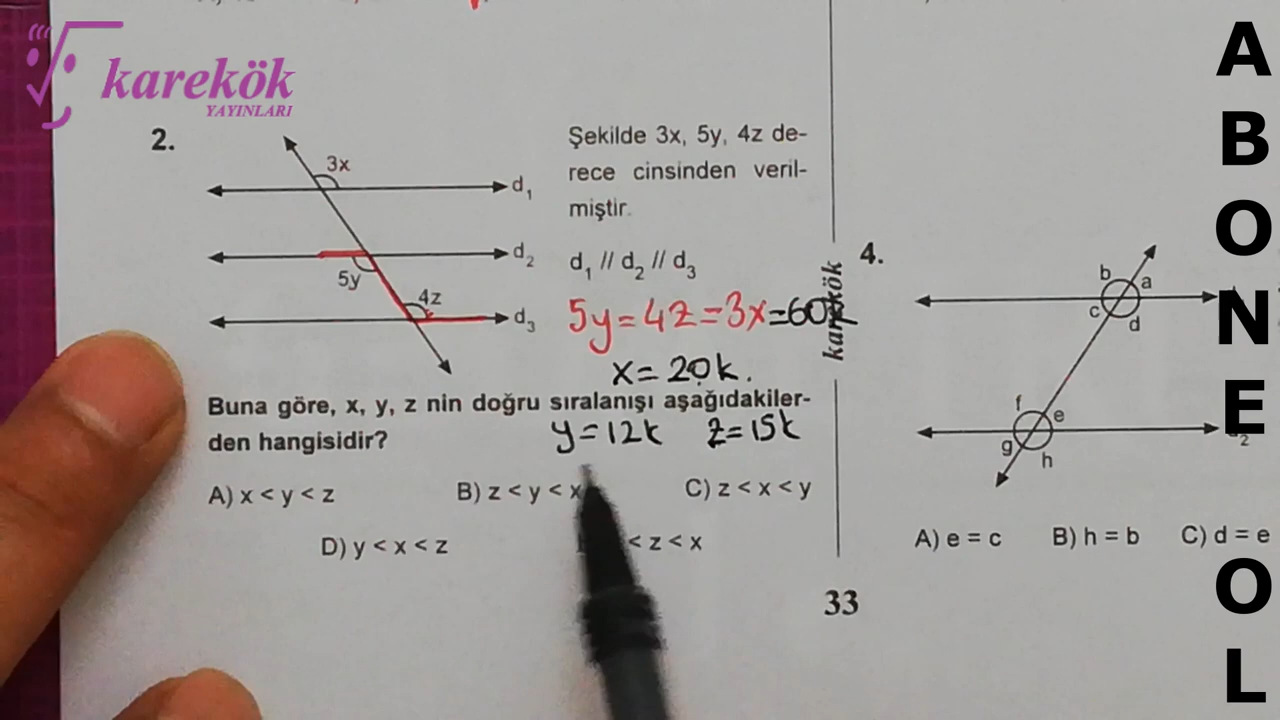 karekök
YAYINLARI
2.
3x
d1
d2
5y
4z
d3
Şekilde 3x, 5y, 4z de-
rece cinsinden veril-
miştir.
d1 // d2 // d3
5y=4z=3x=60k
x=20k.
Buna göre, x, y, z nin doğru sıralanışı aşağıdakiler-
den hangisidir?
y=12k z=15k
A) x < y < z B) z < y < x C) z < x < y
D) y < x < z < z < x
karekök
33
4.
b
a
c
d
f
e
g
h
2
A) e = c B) h = b C) d = e
A
B
O
N
E
O
L